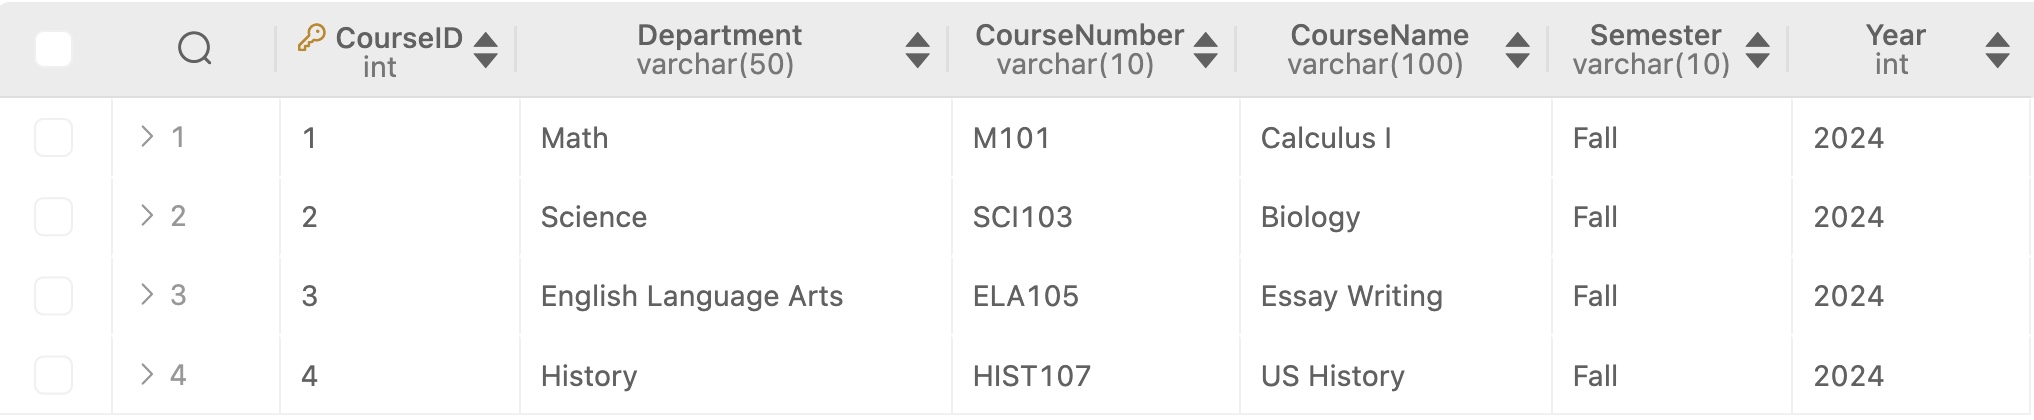 CourseID Department CourseNumber CourseName Semester Year
int varchar(50) varchar(10) varchar(100) varchar(10) int
1 1 Math M101 Calculus I Fall 2024
2 2 Science SCI103 Biology Fall 2024
3 3 English Language Arts ELA105 Essay Writing Fall 2024
4 4 History HIST107 US History Fall 2024